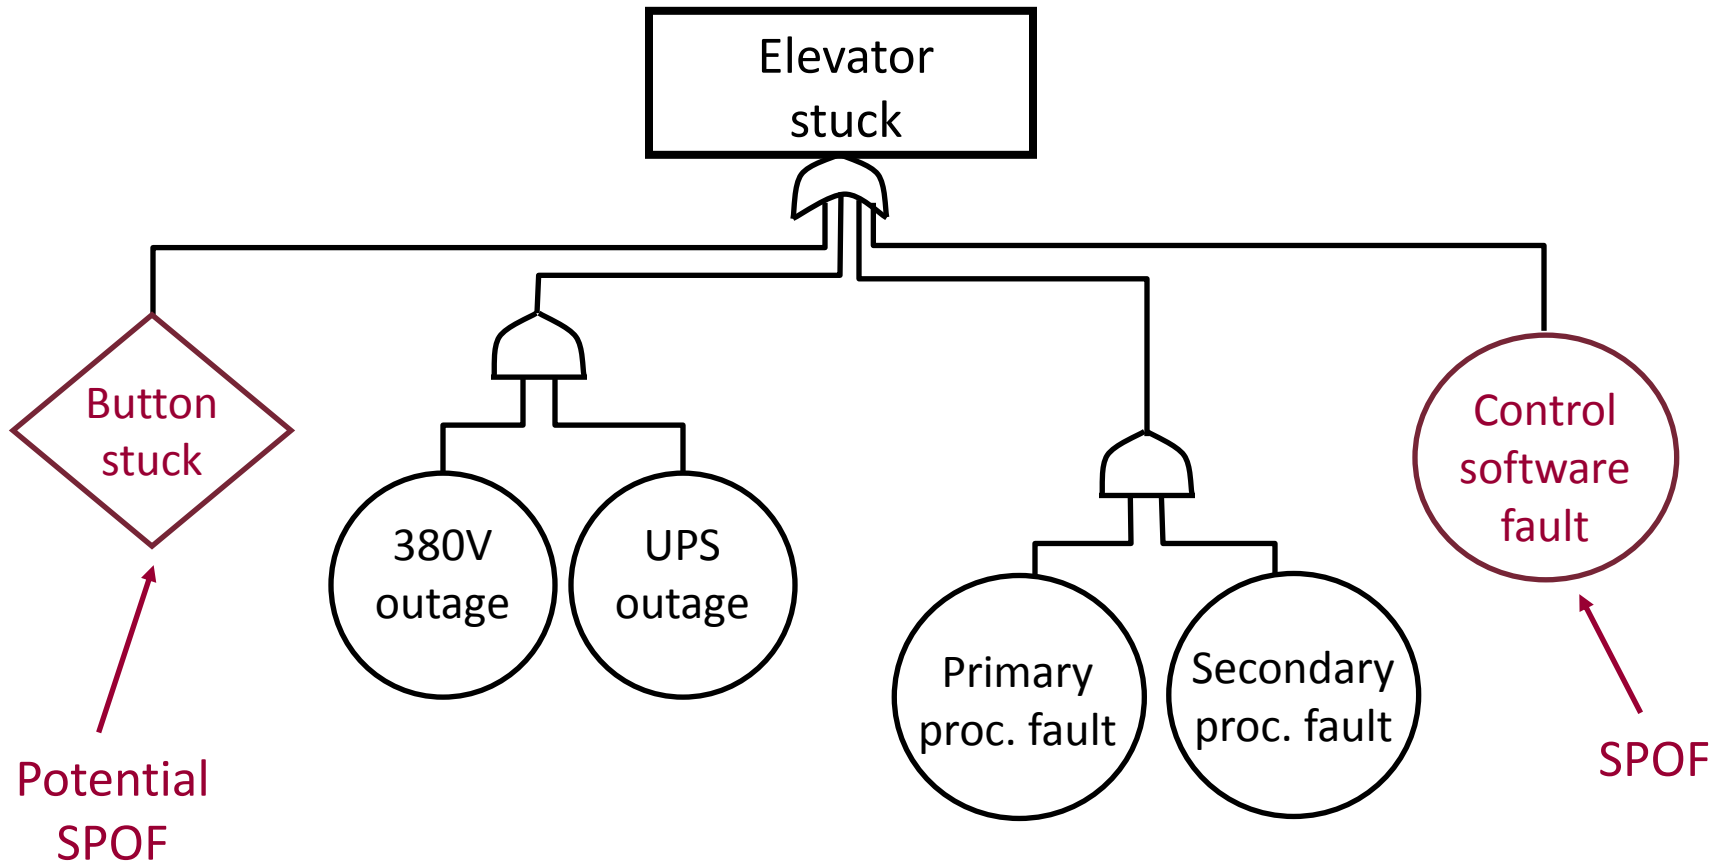 Elevator
stuck
Button
stuck
380V
outage
UPS
outage
Primary
proc. fault
Secondary
proc. fault
Control
software
fault
Potential
SPOF
SPOF